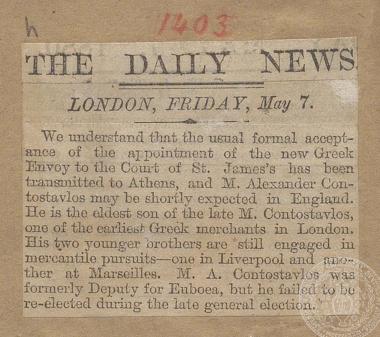 h
1403
THE DAILY NEWS
LONDON, FRIDAY, May 7.
We understand that the usual formal accept-
ance of the appointment of the new Greek
Envoy to the Court of St. James's has been
transmitted to Athens, and M. Alexander Con-
tostavlos may be shortly expected in England.
He is the eldest son of the late M. Contostavlos,
one of the earliest Greek merchants in London.
His two younger brothers are still engaged in
mercantile pursuits—one in Liverpool and ano-
ther at Marseilles. M. A. Contostavlos was
formerly Deputy for Eubœa, but he failed to be
re-elected during the late general election.